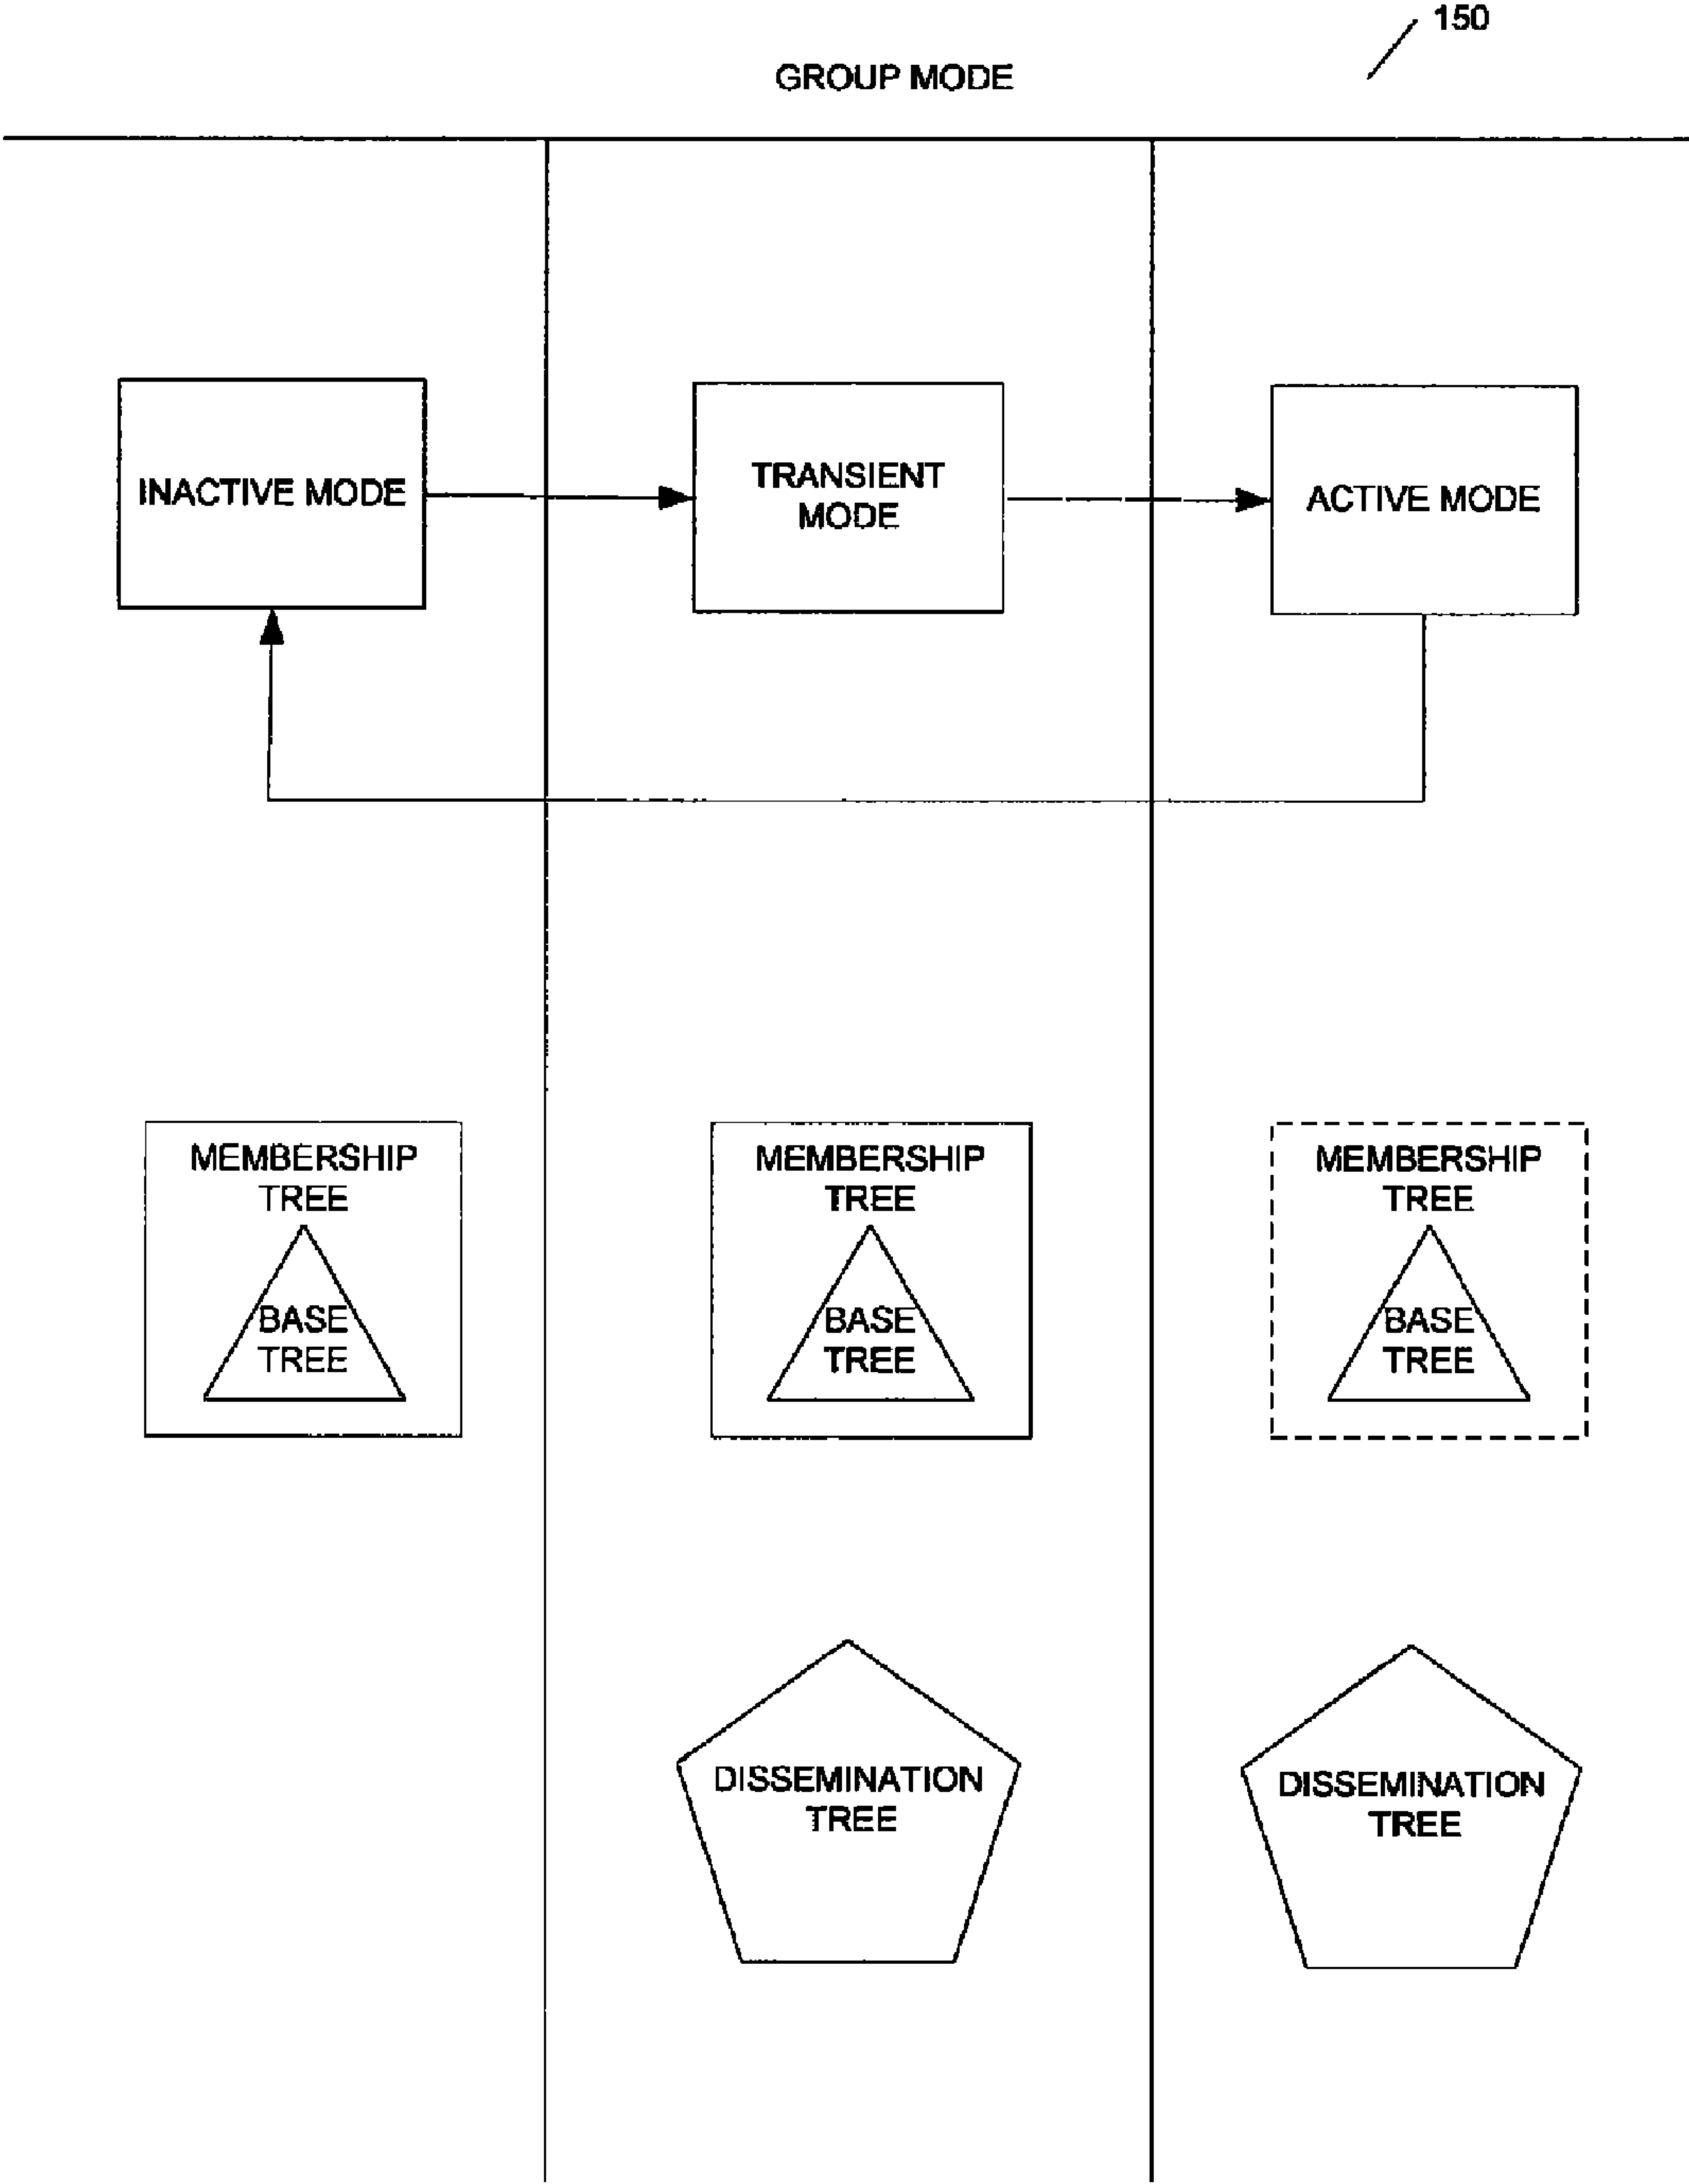 150
GROUP MODE
INACTIVE MODE
TRANSIENT
MODE
ACTIVE MODE
MEMBERSHIP
TREE
BASE
TREE
MEMBERSHIP
TREE
BASE
TREE
MEMBERSHIP
TREE
BASE
TREE
DISSEMINATION
TREE
DISSEMINATION
TREE